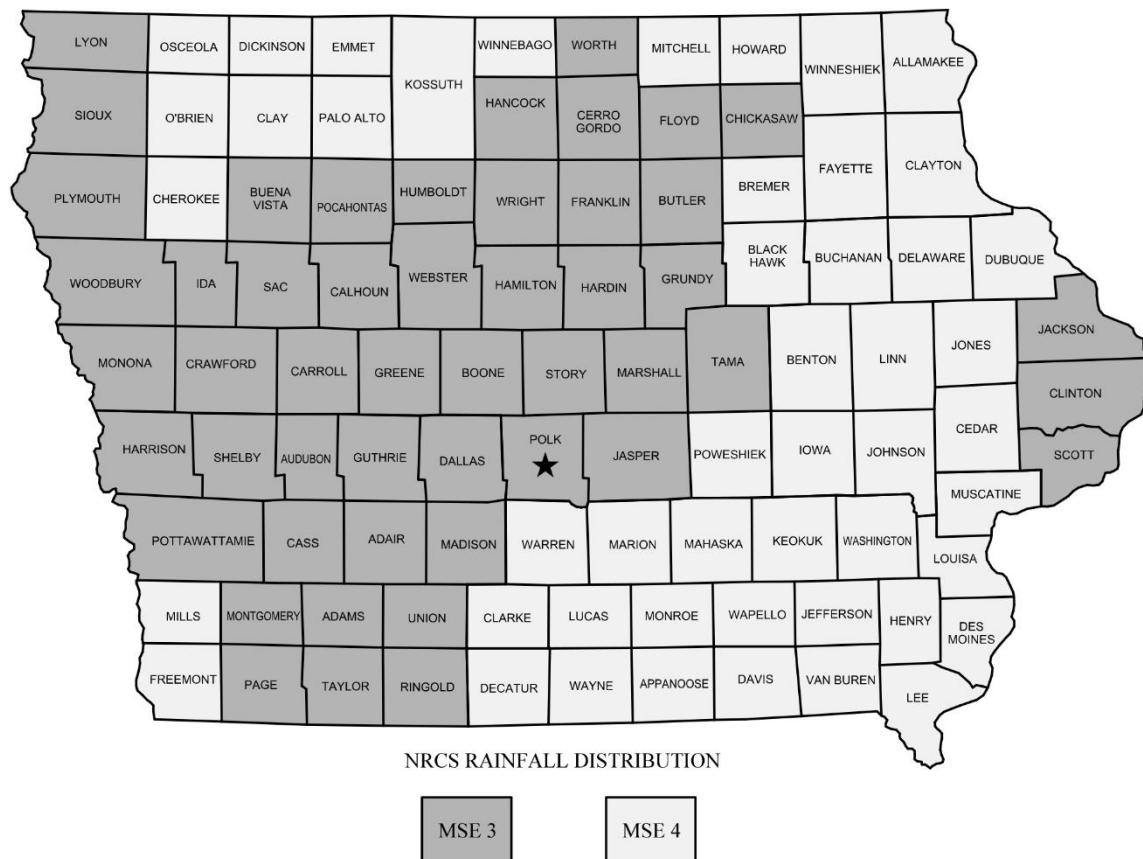 LYON
OSCEOLA
DICKINSON
EMMET
KOSSUTH
WINNEBAGO
WORTH
MITCHELL
HOWARD
WINNESHIEK
ALLAMAKEE
SIOUX
O'BRIEN
CLAY
PALO ALTO
HANCOCK
CERRO
GORDO
FLOYD
CHICKASAW
FAYETTE
CLAYTON
PLYMOUTH
CHEROKEE
BUENA
VISTA
POCAHONTAS
HUMBOLDT
WRIGHT
FRANKLIN
BUTLER
BREMER
WOODBURY
IDA
SAC
CALHOUN
WEBSTER
HAMILTON
HARDIN
GRUNDY
BLACK
HAWK
BUCHANAN
DELAWARE
DUBUQUE
MONONA
CRAWFORD
CARROLL
GREENE
BOONE
STORY
MARSHALL
TAMA
BENTON
LINN
JONES
JACKSON
CLINTON
HARRISON
SHELBY
AUDUBON
GUTHRIE
DALLAS
POLK
JASPER
POWESHIEK
IOWA
JOHNSON
CEDAR
SCOTT
MUSCATINE
POTTAWATTAMIE
CASS
ADAIR
MADISON
WARREN
MARION
MAHASKA
KEOKUK
WASHINGTON
LOUISA
MILLS
MONTGOMERY
ADAMS
UNION
CLARKE
LUCAS
MONROE
WAPELLO
JEFFERSON
HENRY
DES
MOINES
FREEMONT
PAGE
TAYLOR
RINGOLD
DECATUR
WAYNE
APPANOOSE
DAVIS
VAN BUREN
LEE
NRCS RAINFALL DISTRIBUTION
MSE 3
MSE 4